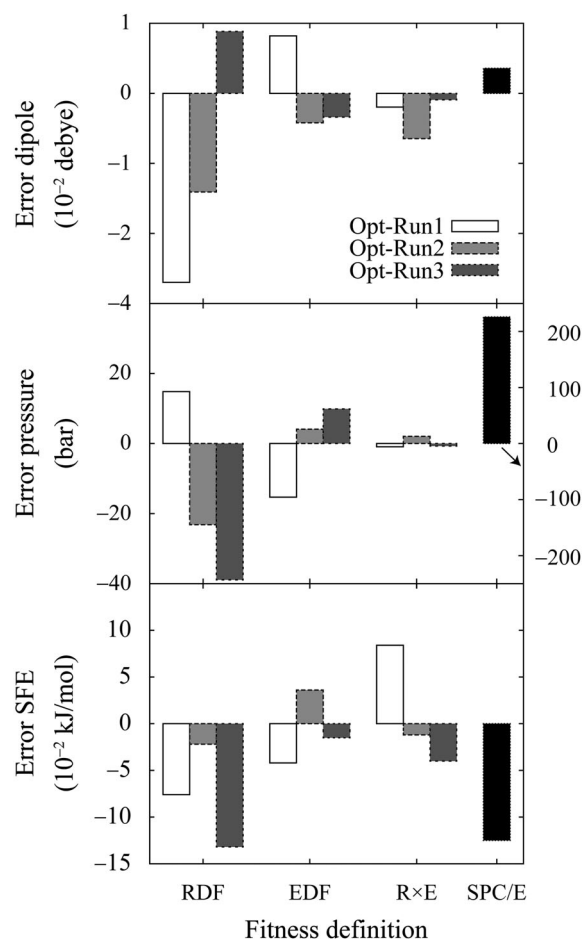 Error dipole
(10⁻² debye)
1
0
−1
−2
−4
Opt-Run1
Opt-Run2
Opt-Run3
Error pressure
(bar)
20
0
−20
−40
200
100
0
−100
−200
Error SFE
(10⁻² kJ/mol)
10
5
0
−5
−10
−15
RDF EDF R×E SPC/E
Fitness definition